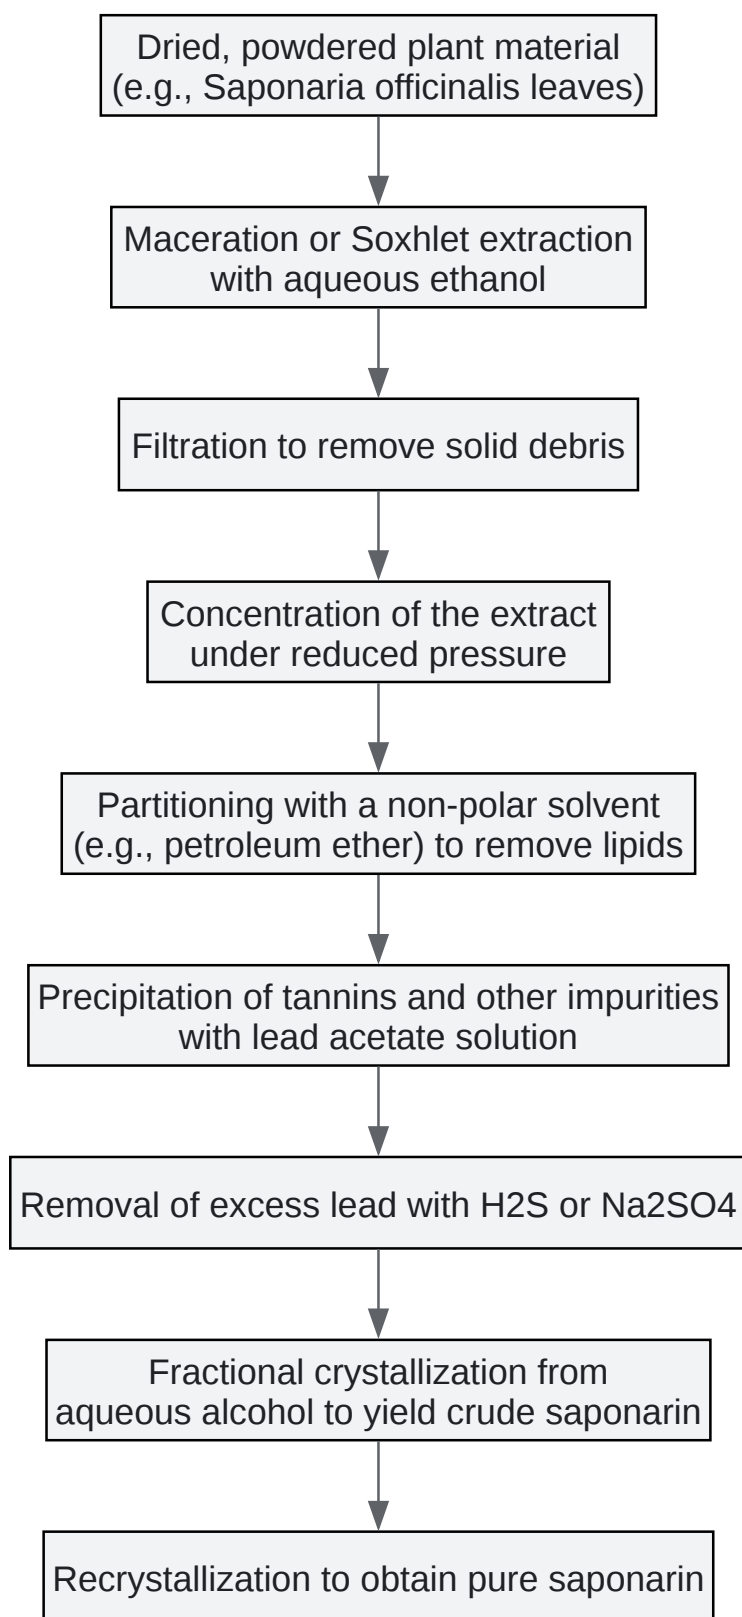 Dried, powdered plant material
(e.g., Saponaria officinalis leaves)
Maceration or Soxhlet extraction
with aqueous ethanol
Filtration to remove solid debris
Concentration of the extract
under reduced pressure
Partitioning with a non-polar solvent
(e.g., petroleum ether) to remove lipids
Precipitation of tannins and other impurities
with lead acetate solution
Removal of excess lead with H2S or Na2SO4
Fractional crystallization from
aqueous alcohol to yield crude saponarin
Recrystallization to obtain pure saponarin